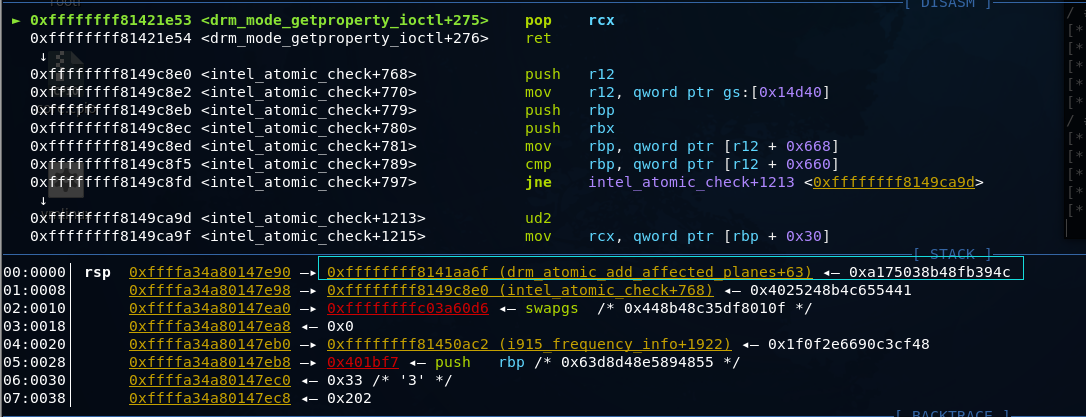 [ DISASM ]
► 0xffffffff81421e53 <drm_mode_getproperty_ioctl+275> pop rcx
0xffffffff81421e54 <drm_mode_getproperty_ioctl+276> ret
↓
0xffffffff8149c8e0 <intel_atomic_check+768> push r12
0xffffffff8149c8e2 <intel_atomic_check+770> mov r12, qword ptr gs:[0x14d40]
0xffffffff8149c8eb <intel_atomic_check+779> push rbp
0xffffffff8149c8ec <intel_atomic_check+780> push rbx
0xffffffff8149c8ed <intel_atomic_check+781> mov rbp, qword ptr [r12 + 0x668]
0xffffffff8149c8f5 <intel_atomic_check+789> cmp rbp, qword ptr [r12 + 0x660]
0xffffffff8149c8fd <intel_atomic_check+797> jne intel_atomic_check+1213 <0xffffffff8149ca9d>
↓
0xffffffff8149ca9d <intel_atomic_check+1213> ud2
0xffffffff8149ca9f <intel_atomic_check+1215> mov rcx, qword ptr [rbp + 0x30]
[ STACK ]
00:0000│ rsp 0xffffa34a80147e90 —▸ 0xffffffff8141aa6f (drm_atomic_add_affected_planes+63) ◂— 0xa175038b48fb394c
01:0008│ 0xffffa34a80147e98 —▸ 0xffffffff8149c8e0 (intel_atomic_check+768) ◂— 0x4025248b4c655441
02:0010│ 0xffffa34a80147ea0 —▸ 0xffffffffc03a60d6 ◂— swapgs /* 0x448b48c35df8010f */
03:0018│ 0xffffa34a80147ea8 ◂— 0x0
04:0020│ 0xffffa34a80147eb0 —▸ 0xffffffff81450ac2 (i915_frequency_info+1922) ◂— 0x1f0f2e6690c3cf48
05:0028│ 0xffffa34a80147eb8 —▸ 0x401bf7 ◂— push rbp /* 0x63d8d48e5894855 */
06:0030│ 0xffffa34a80147ec0 ◂— 0x33 /* '3' */
07:0038│ 0xffffa34a80147ec8 ◂— 0x202
[ BACKTRACE ]